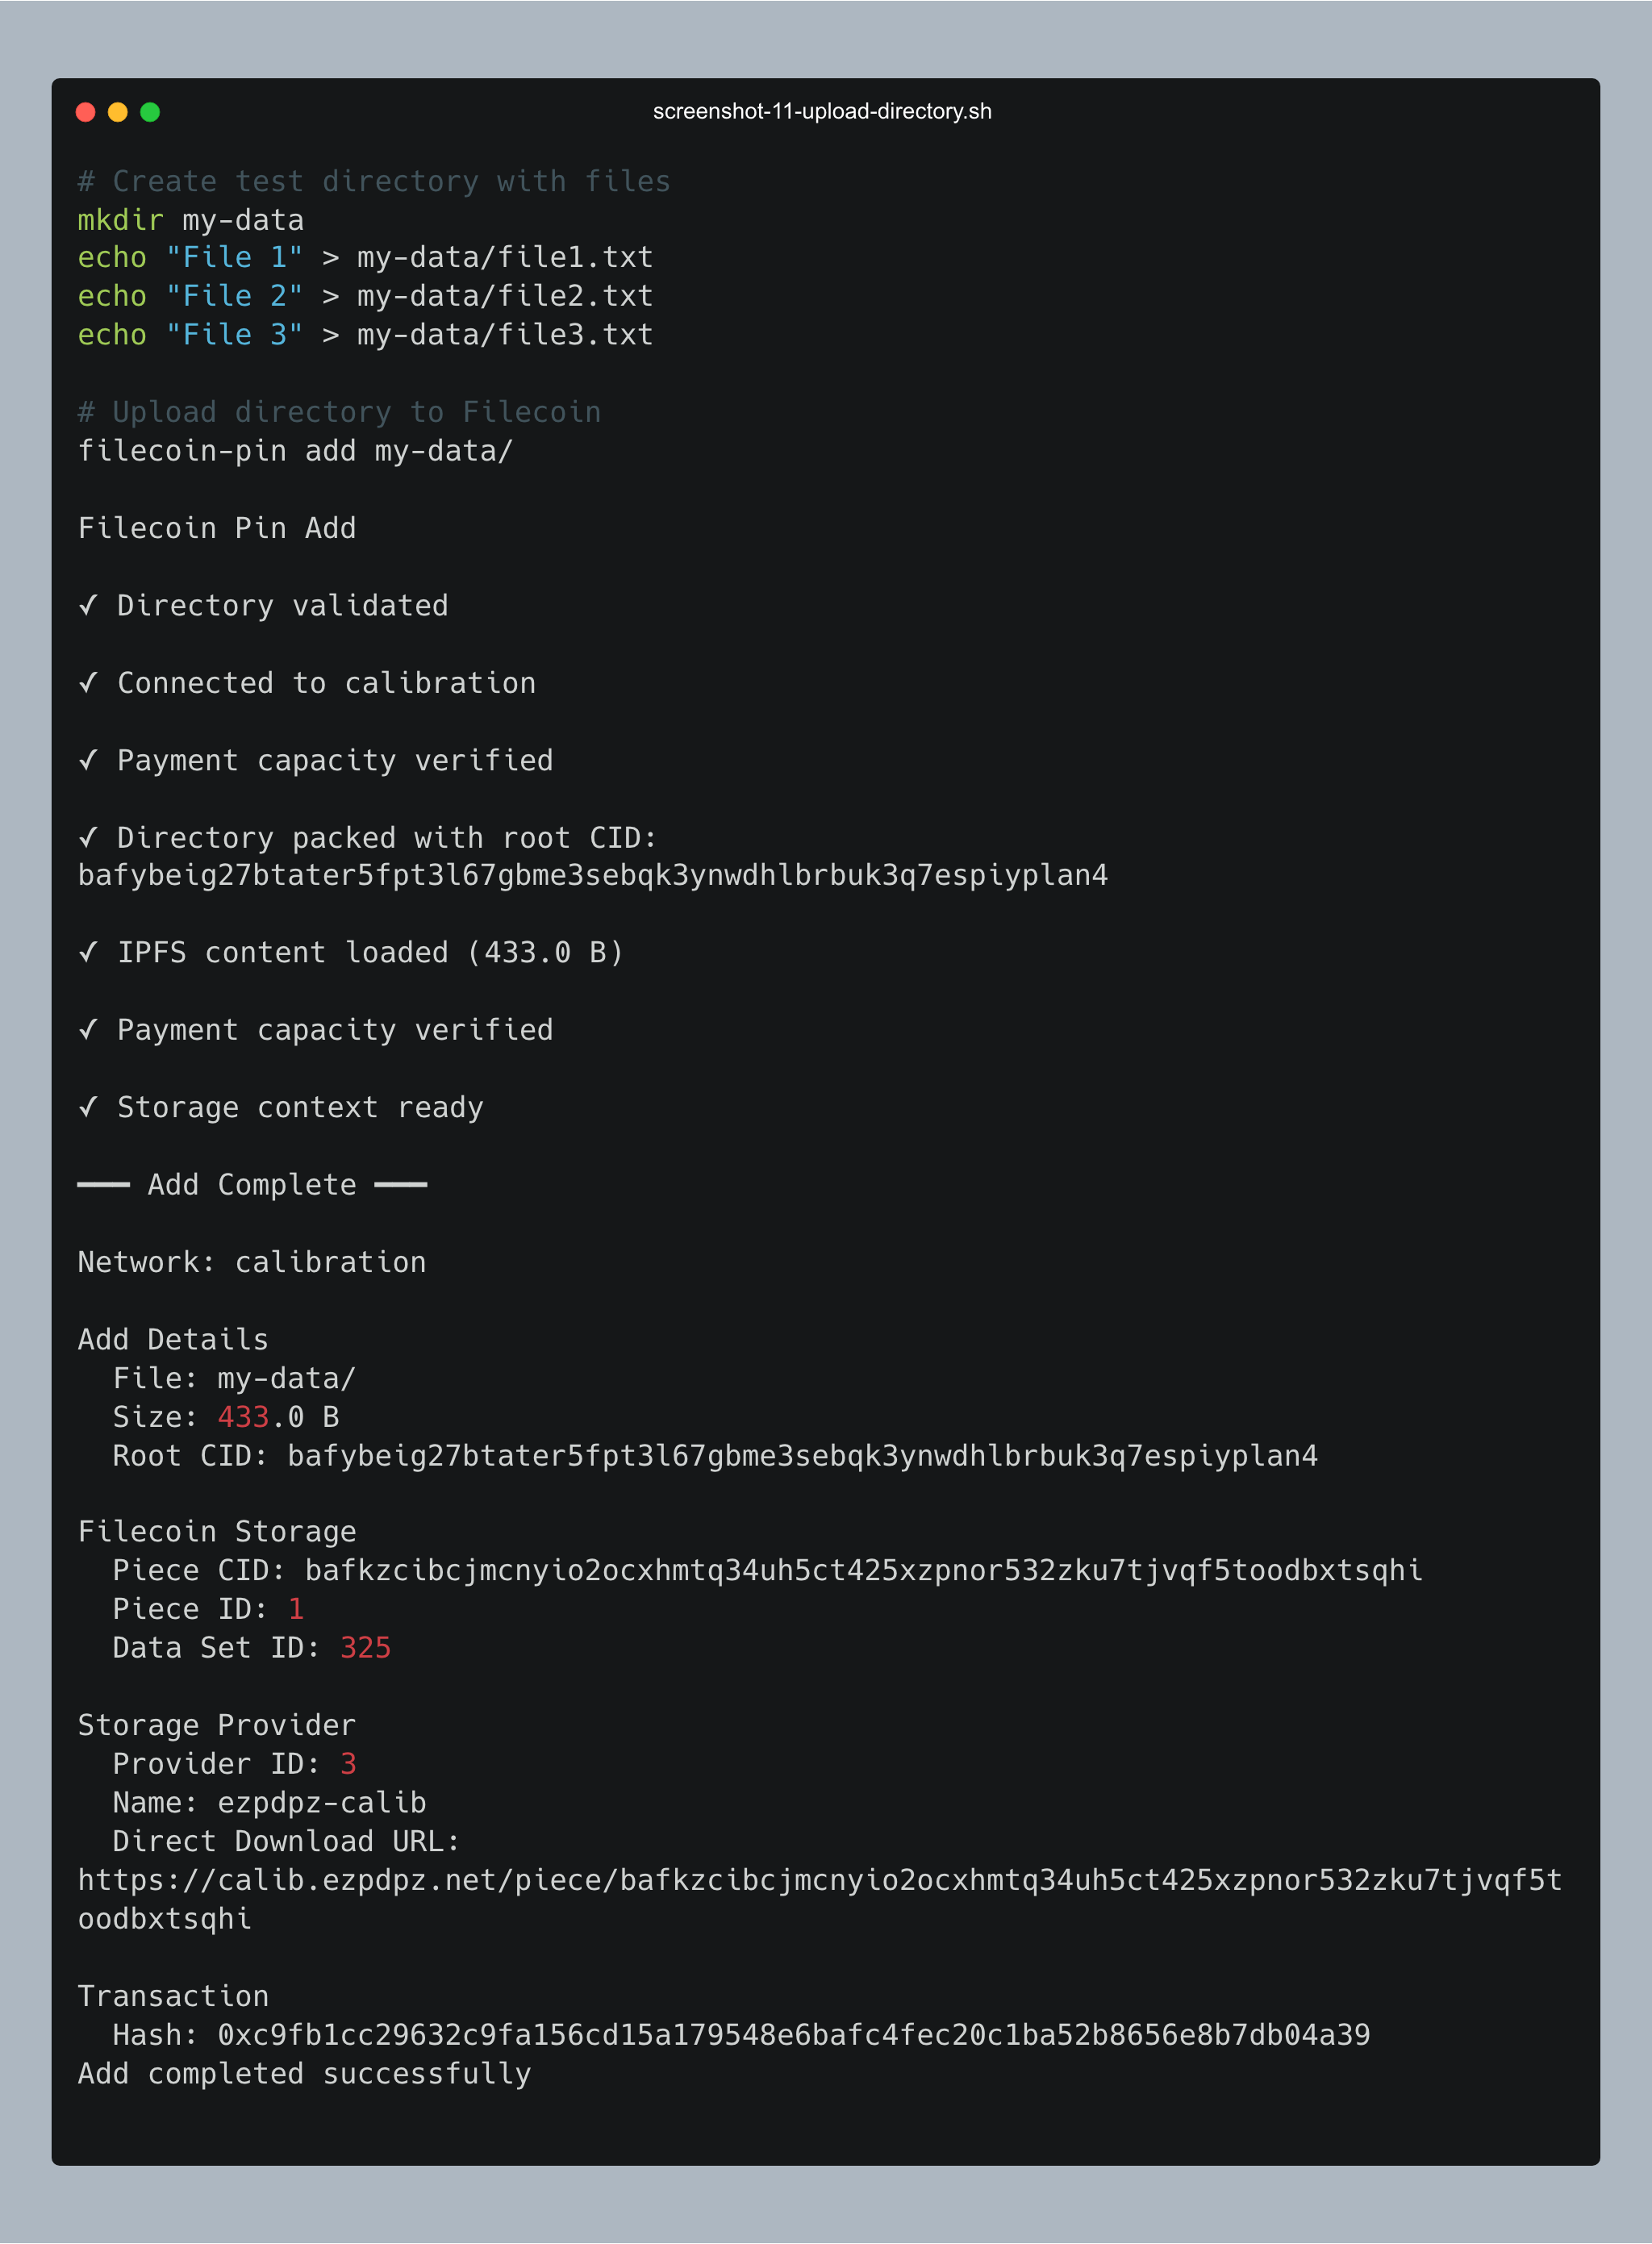 screenshot-11-upload-directory.sh
# Create test directory with files
mkdir my-data
echo "File 1" > my-data/file1.txt
echo "File 2" > my-data/file2.txt
echo "File 3" > my-data/file3.txt
# Upload directory to Filecoin
filecoin-pin add my-data/
Filecoin Pin Add
✓ Directory validated
✓ Connected to calibration
✓ Payment capacity verified
✓ Directory packed with root CID:
bafybeig27btater5fpt3l67gbme3sebqk3ynwdhlbrbuk3q7espiyplan4
✓ IPFS content loaded (433.0 B)
✓ Payment capacity verified
✓ Storage context ready
━━━ Add Complete ━━━
Network: calibration
Add Details
  File: my-data/
  Size: 433.0 B
  Root CID: bafybeig27btater5fpt3l67gbme3sebqk3ynwdhlbrbuk3q7espiyplan4
Filecoin Storage
  Piece CID: bafkzcibcjmcnyio2ocxhmtq34uh5ct425xzpnor532zku7tjvqf5toodbxtsqhi
  Piece ID: 1
  Data Set ID: 325
Storage Provider
  Provider ID: 3
  Name: ezpdpz-calib
  Direct Download URL:
https://calib.ezpdpz.net/piece/bafkzcibcjmcnyio2ocxhmtq34uh5ct425xzpnor532zku7tjvqf5t
oodbxtsqhi
Transaction
  Hash: 0xc9fb1cc29632c9fa156cd15a179548e6bafc4fec20c1ba52b8656e8b7db04a39
Add completed successfully